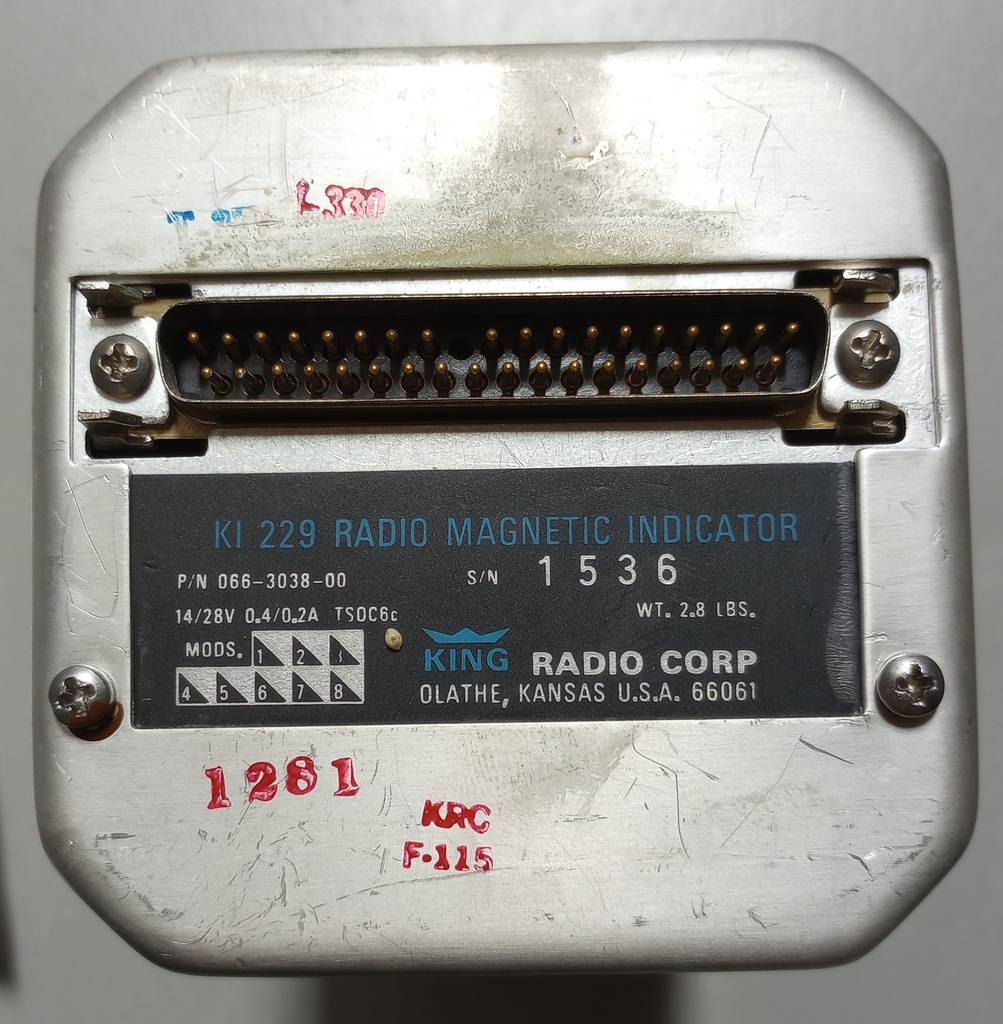 L330
KI 229 RADIO MAGNETIC INDICATOR
P/N 066-3038-00 S/N 1536
14/28V 0.4/0.2A TSOC6c WT. 2.8 LBS.
MODS. 1 2 3
4 5 6 7 8
KING RADIO CORP
OLATHE, KANSAS U.S.A. 66061
1281
KRC
F-115